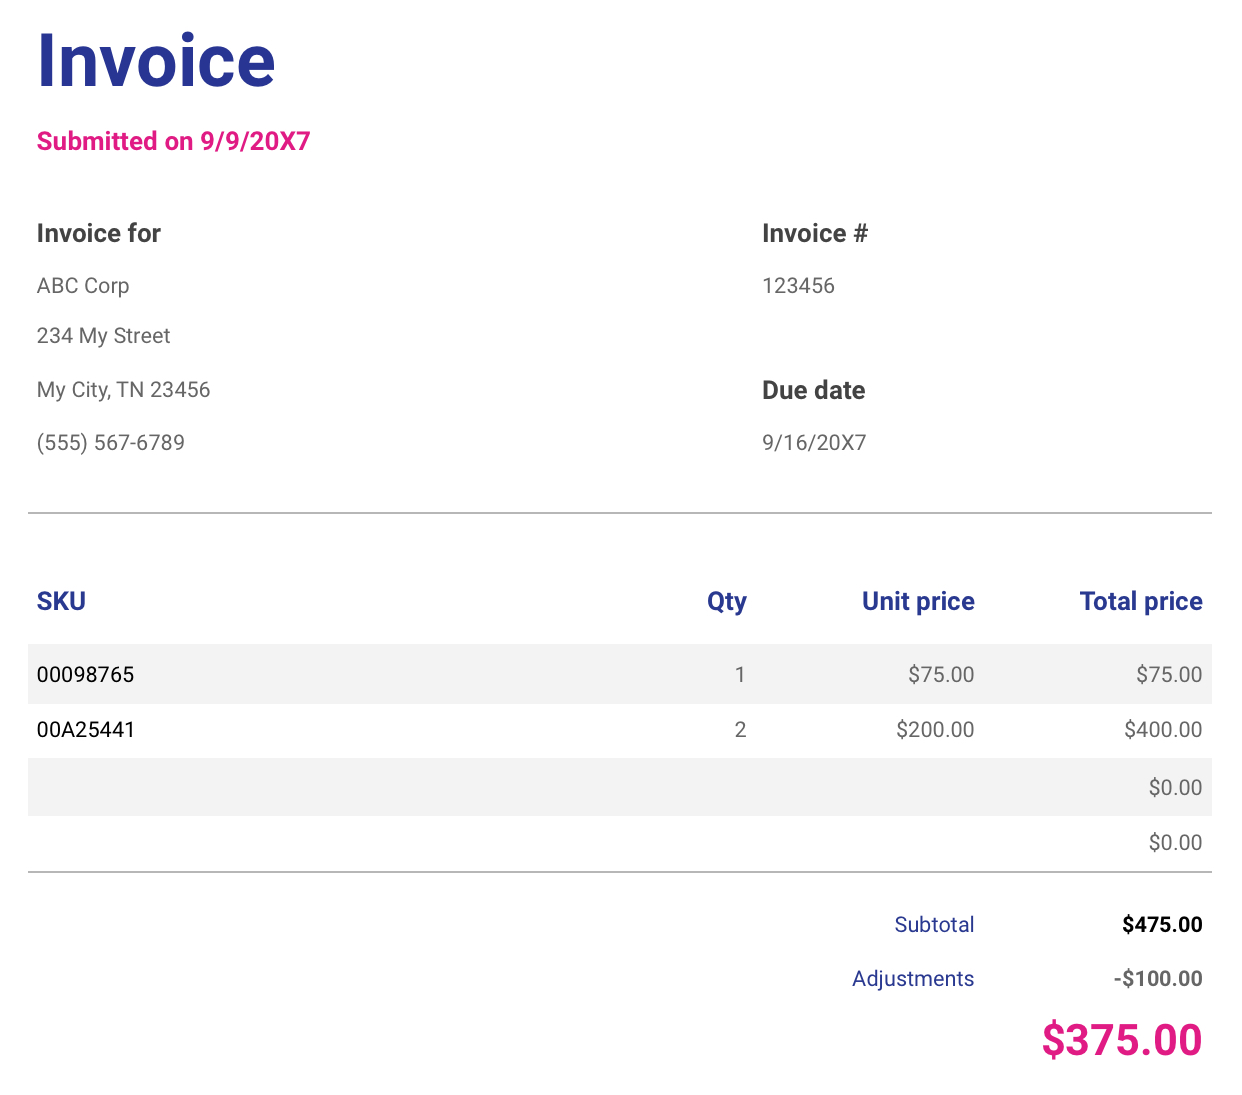 Invoice
Submitted on 9/9/20X7
Invoice for
Invoice #
ABC Corp
123456
234 My Street
My City, TN 23456
Due date
(555) 567-6789
9/16/20X7
SKU Qty Unit price Total price
00098765 1 $75.00 $75.00
00A25441 2 $200.00 $400.00
$0.00
$0.00
Subtotal $475.00
Adjustments -$100.00
$375.00